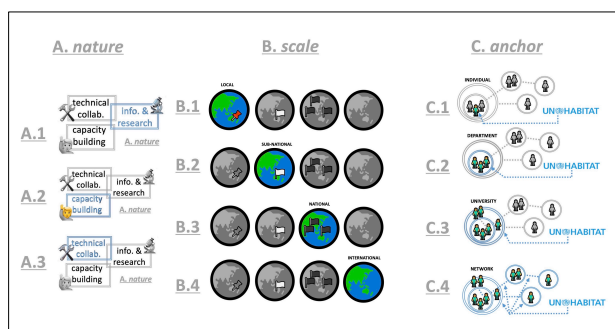 A. nature
B. scale
C. anchor
A.1
technical
collab.
info. &
research
capacity
building
A. nature
A.2
technical
collab.
info. &
research
capacity
building
A. nature
A.3
technical
collab.
info. &
research
capacity
building
A. nature
B.1
LOCAL
B.2
SUB-NATIONAL
B.3
NATIONAL
B.4
INTERNATIONAL
C.1
INDIVIDUAL
UN HABITAT
C.2
DEPARTMENT
UN HABITAT
C.3
UNIVERSITY
UN HABITAT
C.4
NETWORK
UN HABITAT